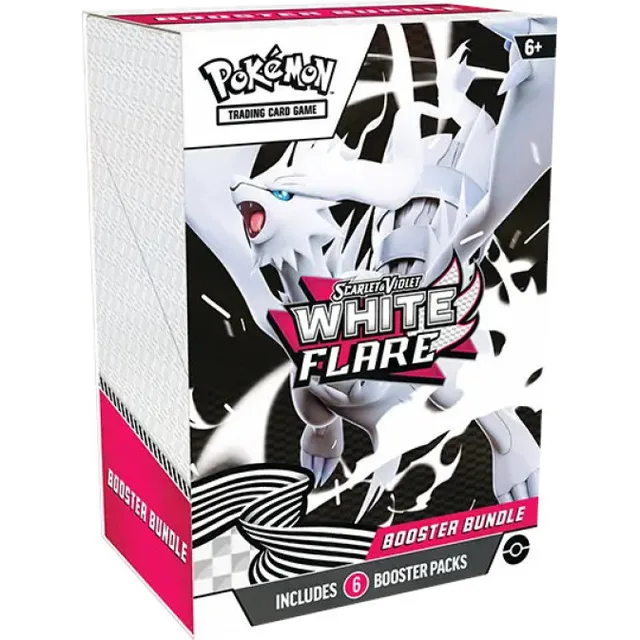 BOOSTER BUNDLE
6+
POKéMON
TRADING CARD GAME
SCARLET & VIOLET
WHITE
FLARE
BOOSTER BUNDLE
BOOSTER BUNDLE
INCLUDES 6 BOOSTER PACKS